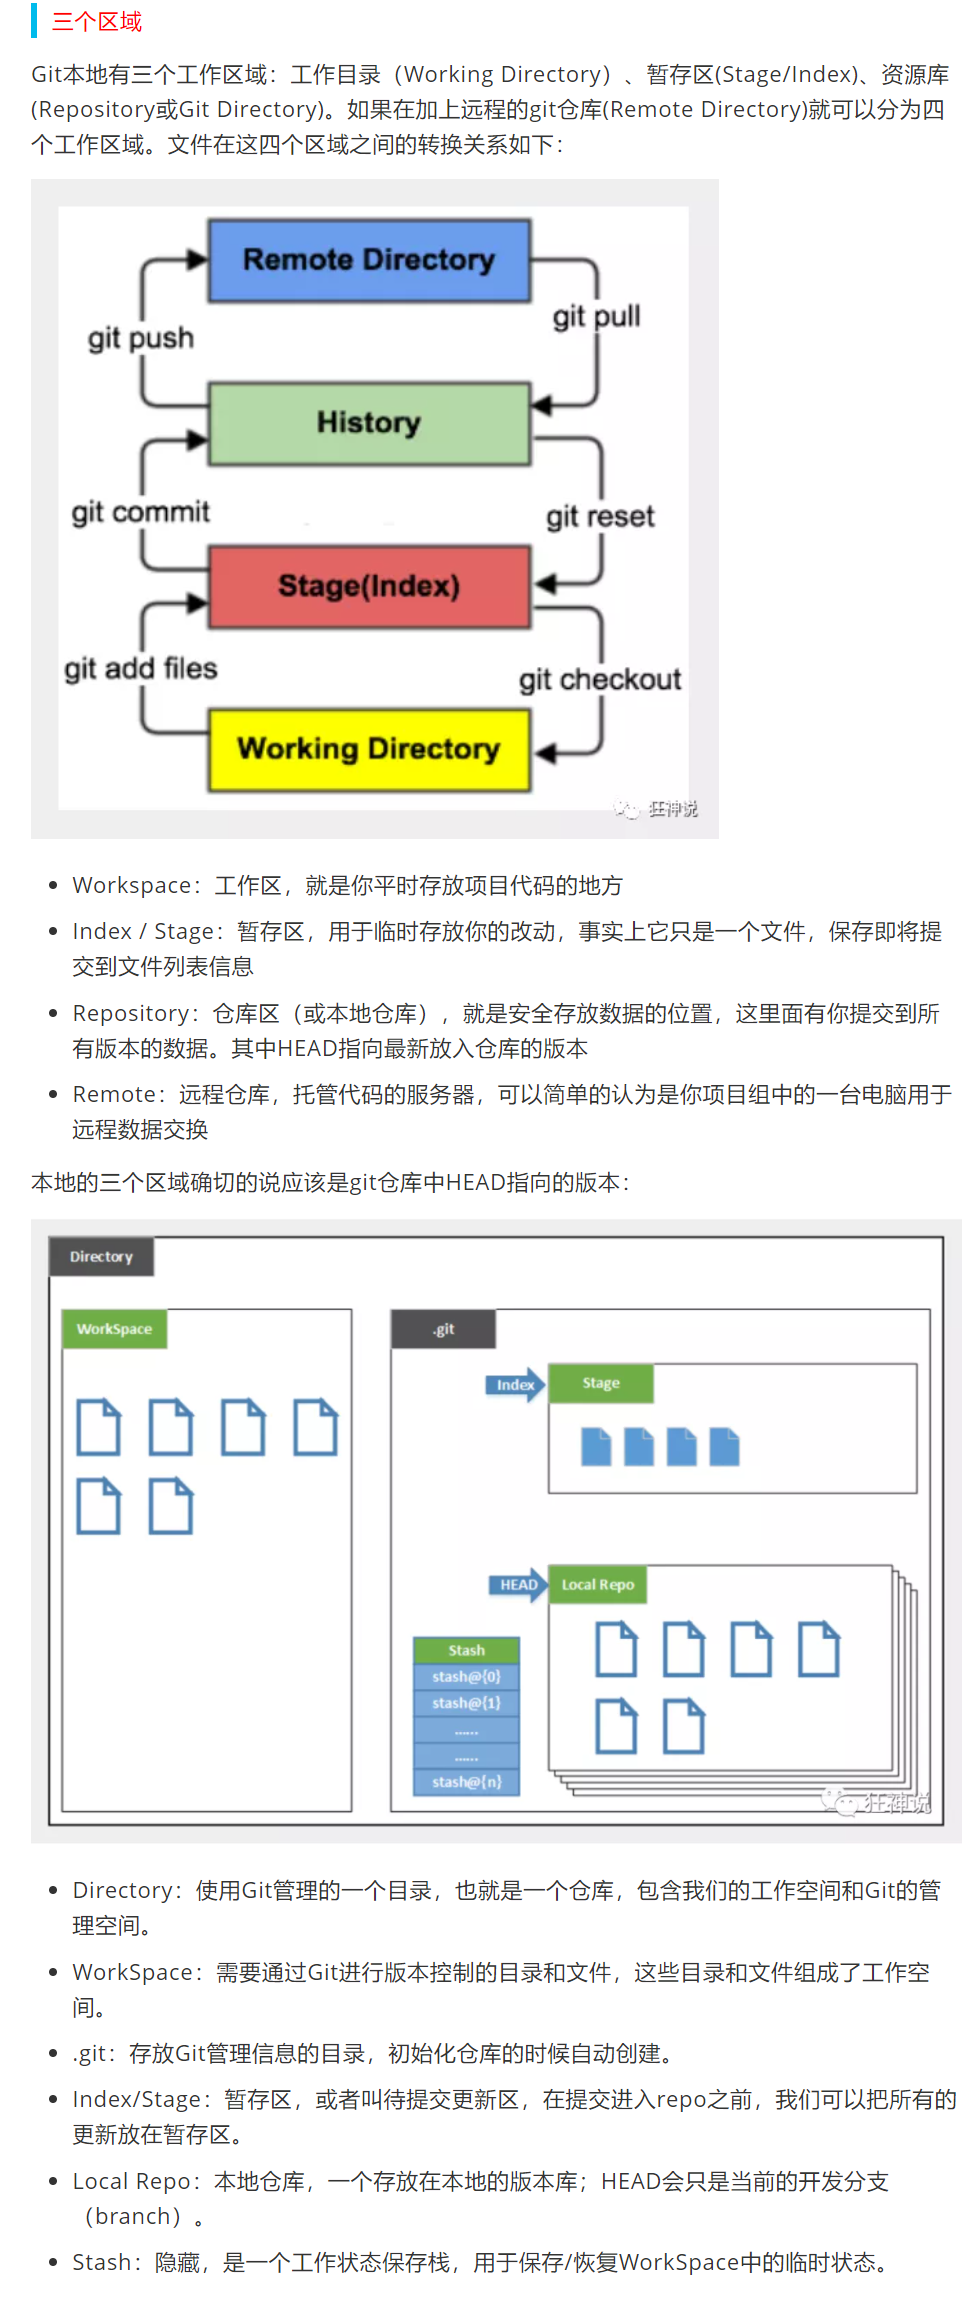 三个区域
Git本地有三个工作区域：工作目录（Working Directory）、暂存区(Stage/Index)、资源库
(Repository或Git Directory)。如果在加上远程的git仓库(Remote Directory)就可以分为四
个工作区域。文件在这四个区域之间的转换关系如下：
Remote Directory
git pull
git push
History
git commit
git reset
Stage(Index)
git add files
git checkout
Working Directory
狂神说
Workspace：工作区，就是你平时存放项目代码的地方
Index / Stage：暂存区，用于临时存放你的改动，事实上它只是一个文件，保存即将提
交到文件列表信息
Repository：仓库区（或本地仓库），就是安全存放数据的位置，这里面有你提交到所
有版本的数据。其中HEAD指向最新放入仓库的版本
Remote：远程仓库，托管代码的服务器，可以简单的认为是你项目组中的一台电脑用于
远程数据交换
本地的三个区域确切的说应该是git仓库中HEAD指向的版本：
Directory
WorkSpace
.git
Index
Stage
HEAD
Local Repo
Stash
stash@{0}
stash@{1}
......
......
stash@{n}
狂神说
Directory：使用Git管理的一个目录，也就是一个仓库，包含我们的工作空间和Git的管
理空间。
WorkSpace：需要通过Git进行版本控制的目录和文件，这些目录和文件组成了工作空
间。
.git：存放Git管理信息的目录，初始化仓库的时候自动创建。
Index/Stage：暂存区，或者叫待提交更新区，在提交进入repo之前，我们可以把所有的
更新放在暂存区。
Local Repo：本地仓库，一个存放在本地的版本库；HEAD会只是当前的开发分支
（branch）。
Stash：隐藏，是一个工作状态保存栈，用于保存/恢复WorkSpace中的临时状态。